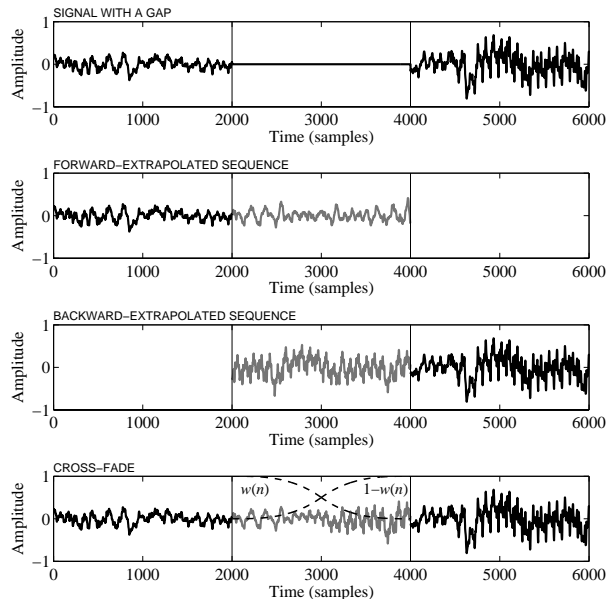 SIGNAL WITH A GAP
1
0
−1
Amplitude
0 1000 2000 3000 4000 5000 6000
Time (samples)
FORWARD−EXTRAPOLATED SEQUENCE
1
0
−1
Amplitude
0 1000 2000 3000 4000 5000 6000
Time (samples)
BACKWARD−EXTRAPOLATED SEQUENCE
1
0
−1
Amplitude
0 1000 2000 3000 4000 5000 6000
Time (samples)
CROSS−FADE
1
0
−1
Amplitude
w(n) 1−w(n)
0 1000 2000 3000 4000 5000 6000
Time (samples)